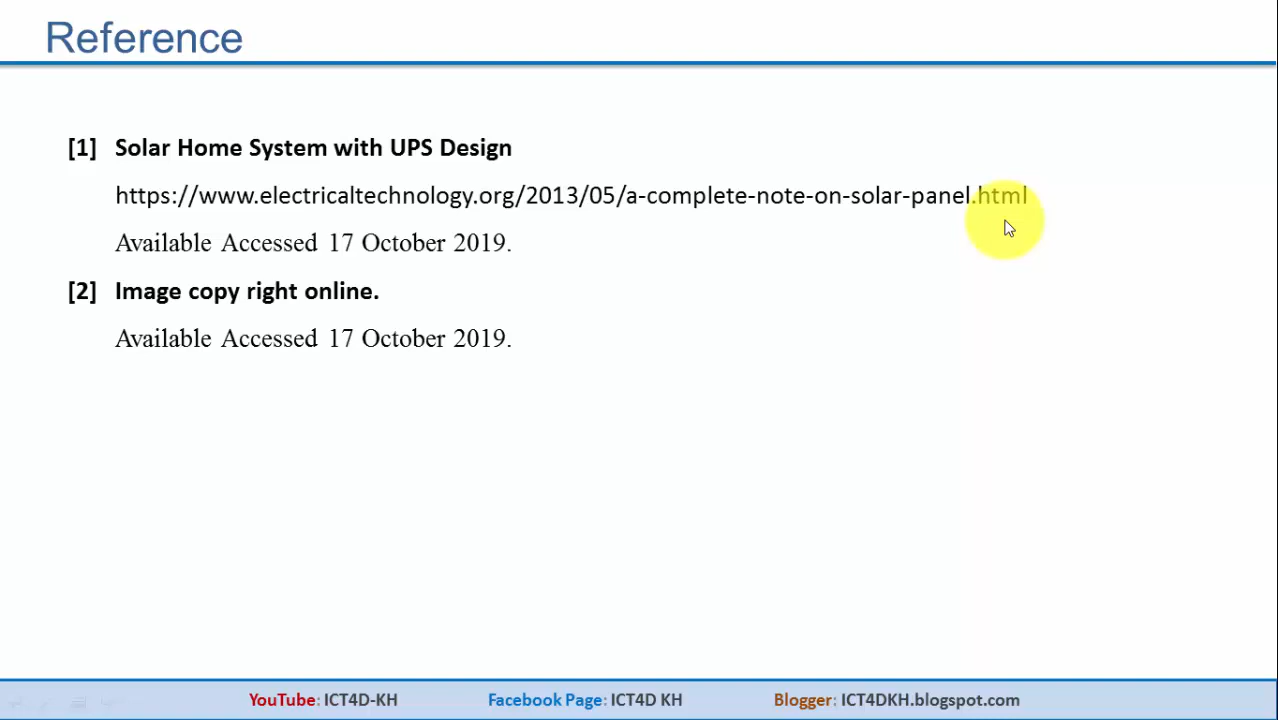 Reference
[1] Solar Home System with UPS Design
https://www.electricaltechnology.org/2013/05/a-complete-note-on-solar-panel.html
Available Accessed 17 October 2019.
[2] Image copy right online.
Available Accessed 17 October 2019.
YouTube: ICT4D-KH Facebook Page: ICT4D KH Blogger: ICT4DKH.blogspot.com